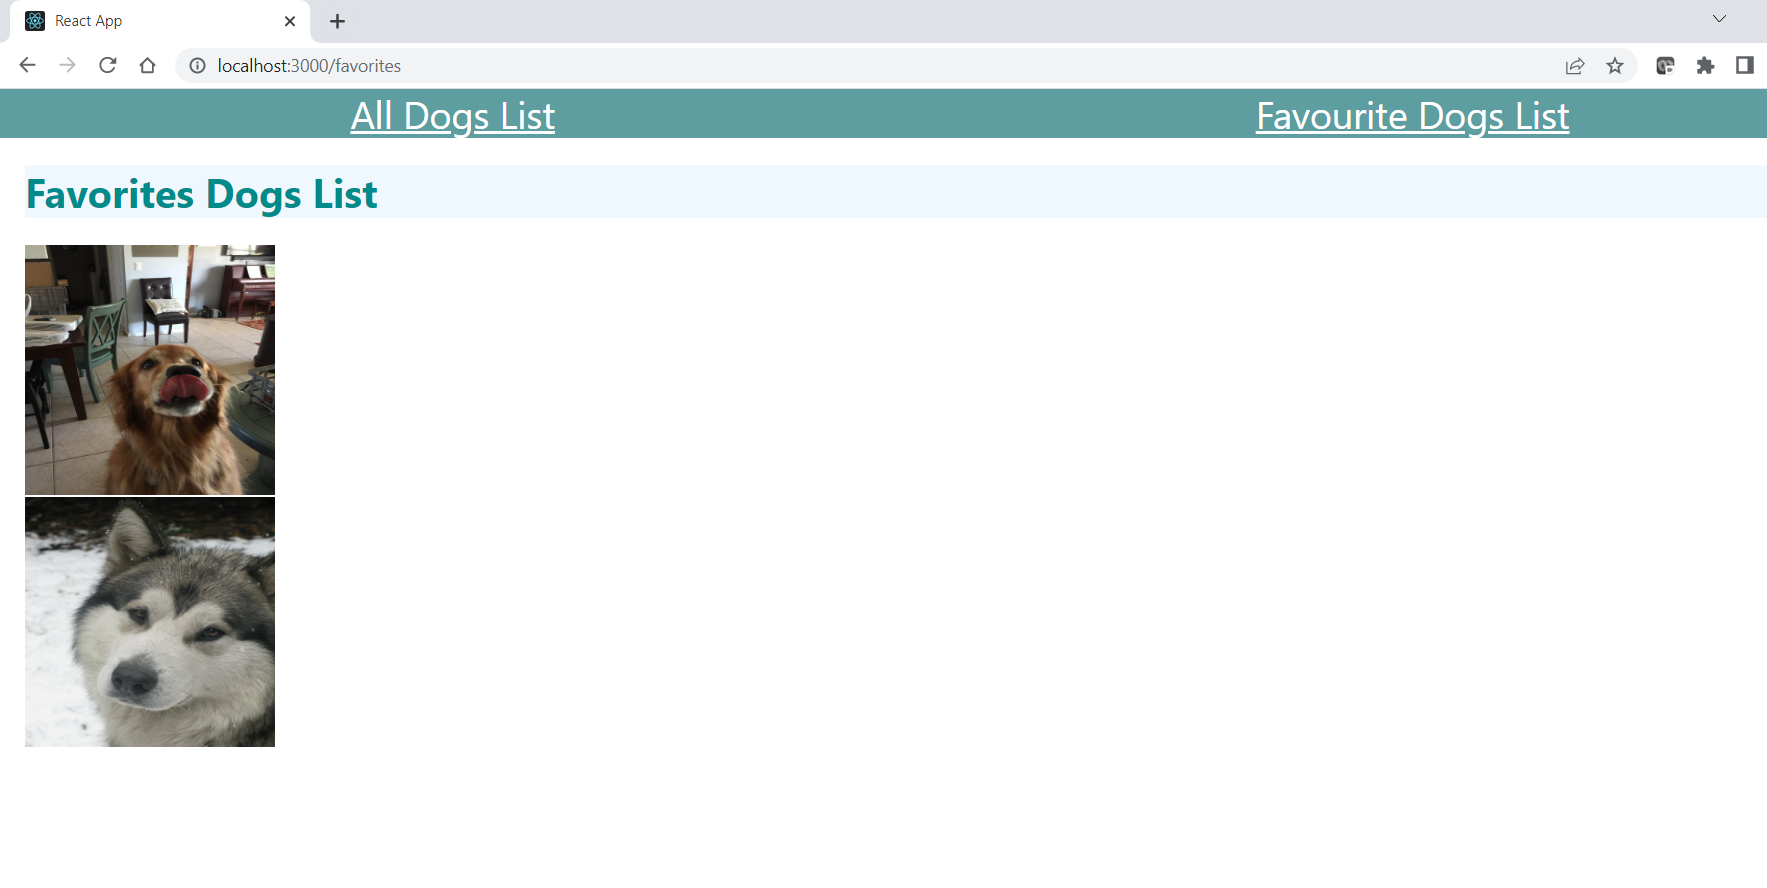 React App
localhost:3000/favorites
All Dogs List
Favourite Dogs List
Favorites Dogs List